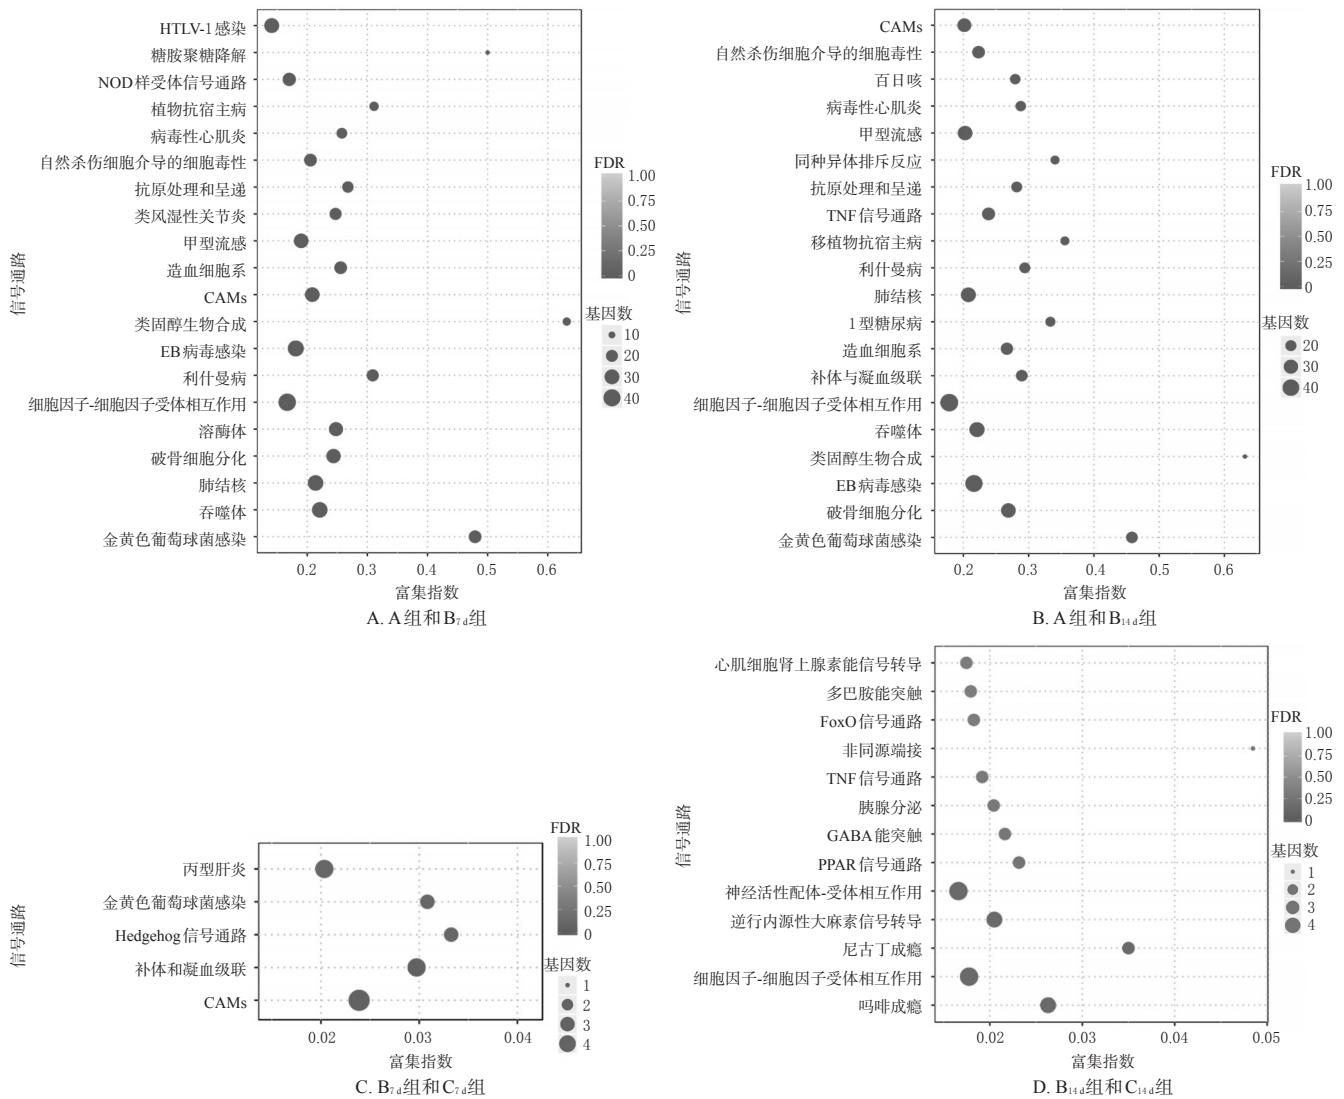 HTLV-1感染
糖胺聚糖降解
NOD样受体信号通路
植物抗宿主病
病毒性心肌炎
自然杀伤细胞介导的细胞毒性
抗原处理和呈递
类风湿性关节炎
甲型流感
造血细胞系
CAMs
类固醇生物合成
EB病毒感染
利什曼病
细胞因子-细胞因子受体相互作用
溶酶体
破骨细胞分化
肺结核
吞噬体
金黄色葡萄球菌感染
信号通路
0.2 0.3 0.4 0.5 0.6
富集指数
FDR
1.00
0.50
0.25
0
基因数
10
20
30
40
A. A组和B7 d组
CAMs
自然杀伤细胞介导的细胞毒性
百日咳
病毒性心肌炎
甲型流感
同种异体排斥反应
抗原处理和呈递
TNF信号通路
移植物抗宿主病
利什曼病
肺结核
1型糖尿病
造血细胞系
补体与凝血级联
细胞因子-细胞因子受体相互作用
吞噬体
类固醇生物合成
EB病毒感染
破骨细胞分化
金黄色葡萄球菌感染
信号通路
0.2 0.3 0.4 0.5 0.6
富集指数
FDR
1.00
0.75
0.50
0.25
0
基因数
20
30
40
B. A组和B14 d组
丙型肝炎
金黄色葡萄球菌感染
Hedgehog信号通路
补体和凝血级联
CAMs
信号通路
0.02 0.03 0.04
富集指数
FDR
1.00
0.75
0.50
0.25
0
基因数
1
2
3
4
C. B7 d组和C7 d组
心肌细胞肾上腺素能信号转导
多巴胺能突触
FoxO信号通路
非同源端接
TNF信号通路
胰腺分泌
GABA能突触
PPAR信号通路
神经活性配体-受体相互作用
逆行内源性大麻素信号转导
尼古丁成瘾
细胞因子-细胞因子受体相互作用
吗啡成瘾
信号通路
0.02 0.03 0.04 0.05
富集指数
FDR
1.00
0.75
0.50
0.25
0
基因数
1
2
3
4
D. B14 d组和C14 d组